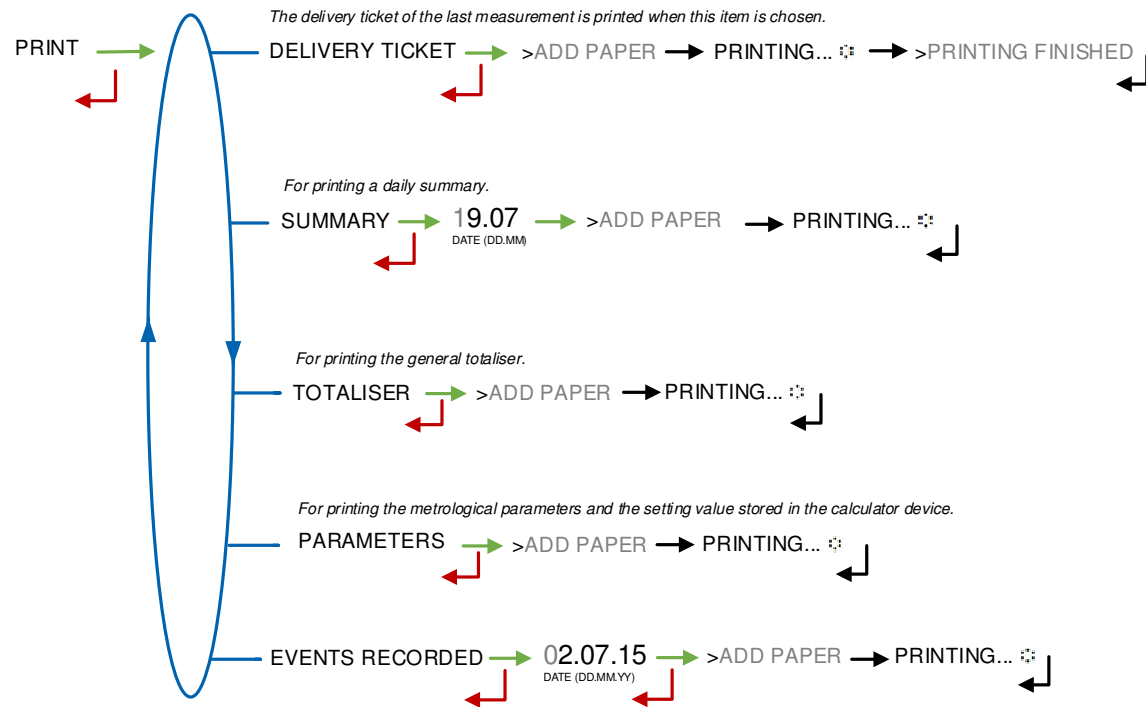 The delivery ticket of the last measurement is printed when this item is chosen.
PRINT DELIVERY TICKET >ADD PAPER PRINTING... >PRINTING FINISHED
For printing a daily summary.
SUMMARY 19.07 >ADD PAPER PRINTING...
DATE (DD.MM)
For printing the general totaliser.
TOTALISER >ADD PAPER PRINTING...
For printing the metrological parameters and the setting value stored in the calculator device.
PARAMETERS >ADD PAPER PRINTING...
EVENTS RECORDED 02.07.15 >ADD PAPER PRINTING...
DATE (DD.MM.YY)